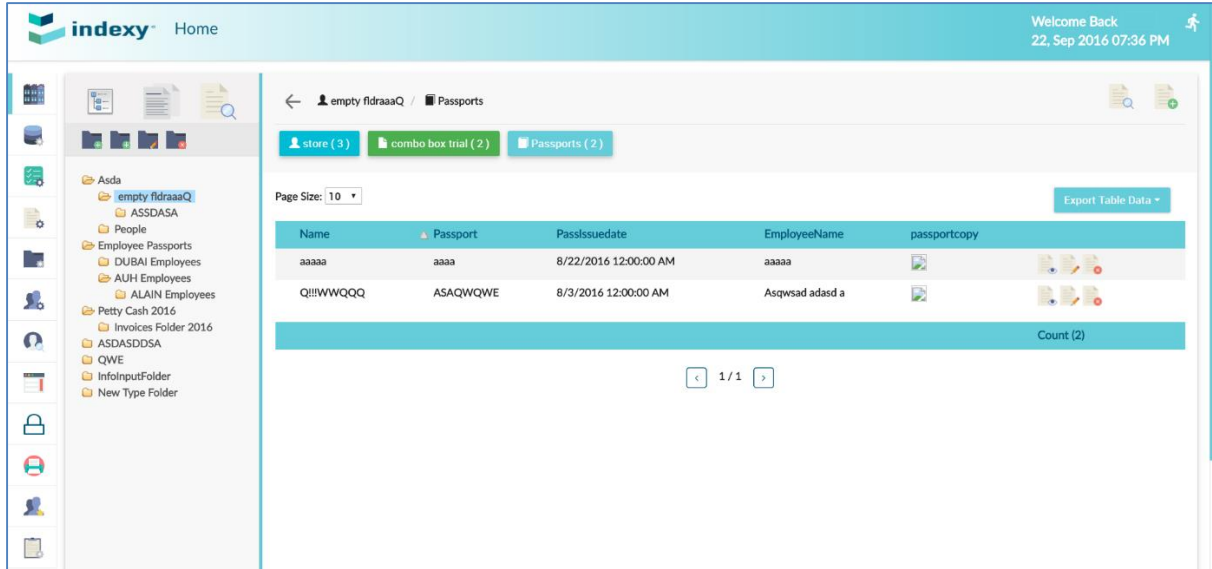 indexy
Home
Welcome Back
22, Sep 2016 07:36 PM
empty fldraaaQ / Passports
store ( 3 )
combo box trial ( 2 )
Passports ( 2 )
Asda
empty fldraaaQ
ASSDASA
People
Employee Passports
DUBAI Employees
AUH Employees
ALAIN Employees
Petty Cash 2016
Invoices Folder 2016
ASDASDDSA
QWE
InfoInputFolder
New Type Folder
Page Size: 10
Export Table Data
Name Passport PassIssuedate EmployeeName passportcopy
aaaaa aaaa 8/22/2016 12:00:00 AM aaaaa
Q!!!WWQQQ ASAQWQWE 8/3/2016 12:00:00 AM Asqwsad adasd a
Count (2)
1 / 1